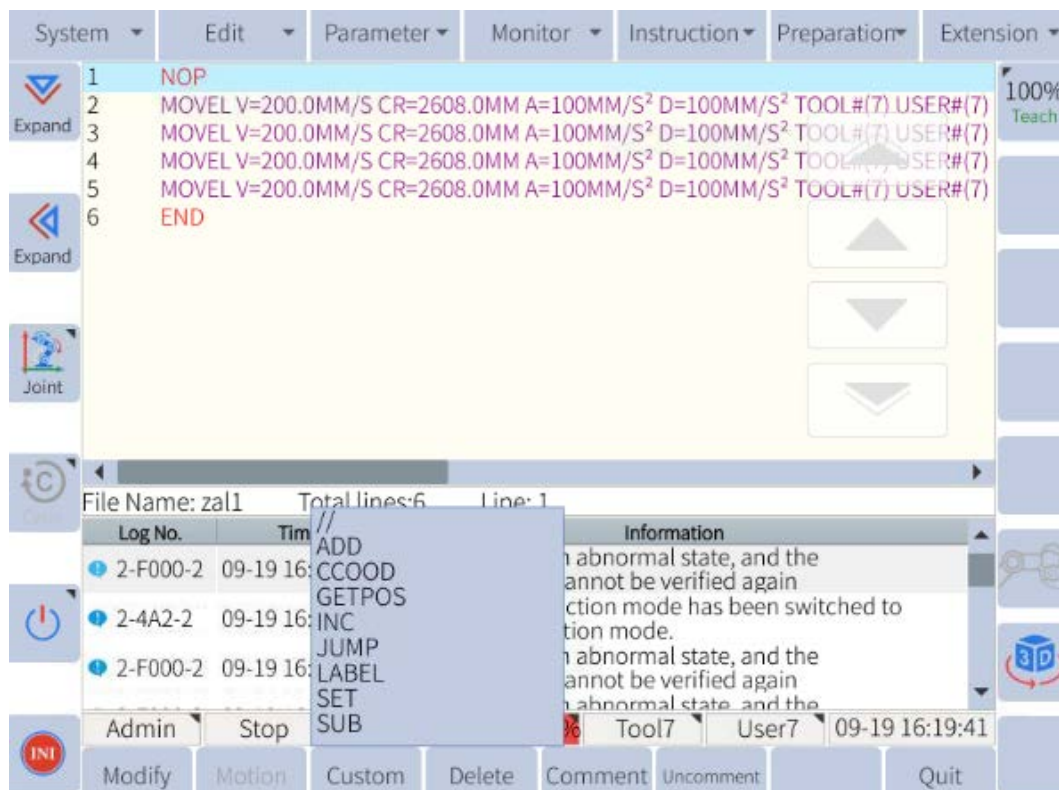 System Edit Parameter Monitor Instruction Preparation Extension
100%
Teach
Expand
Expand
Joint
1 NOP
2 MOVEL V=200.0MM/S CR=2608.0MM A=100MM/S² D=100MM/S² TOOL#(7) USER#(7)
3 MOVEL V=200.0MM/S CR=2608.0MM A=100MM/S² D=100MM/S² TOOL#(7) USER#(7)
4 MOVEL V=200.0MM/S CR=2608.0MM A=100MM/S² D=100MM/S² TOOL#(7) USER#(7)
5 MOVEL V=200.0MM/S CR=2608.0MM A=100MM/S² D=100MM/S² TOOL#(7) USER#(7)
6 END
File Name: zal1 Total lines:6 Line: 1
Log No. Tim Information
2-F000-2 09-19 16: abnormal state, and the
annot be verified again
2-4A2-2 09-19 16: ction mode has been switched to
tion mode.
2-F000-2 09-19 16: abnormal state, and the
annot be verified again
abnormal state, and the
//
ADD
CCOOD
GETPOS
INC
JUMP
LABEL
SET
SUB
3D
Admin Stop % Tool7 User7 09-19 16:19:41
INI
Modify Motion Custom Delete Comment Uncomment Quit